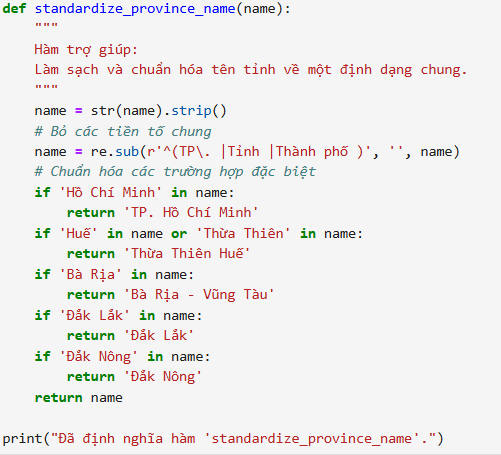 def standardize_province_name(name):
    """
    Hàm trợ giúp:
    Làm sạch và chuẩn hóa tên tỉnh về một định dạng chung.
    """
    name = str(name).strip()
    # Bỏ các tiền tố chung
    name = re.sub(r'^(TP\. |Tỉnh |Thành phố )', '', name)
    # Chuẩn hóa các trường hợp đặc biệt
    if 'Hồ Chí Minh' in name:
        return 'TP. Hồ Chí Minh'
    if 'Huế' in name or 'Thừa Thiên' in name:
        return 'Thừa Thiên Huế'
    if 'Bà Rịa' in name:
        return 'Bà Rịa - Vũng Tàu'
    if 'Đắk Lắk' in name:
        return 'Đắk Lắk'
    if 'Đắk Nông' in name:
        return 'Đắk Nông'
    return name

print("Đã định nghĩa hàm 'standardize_province_name'.")